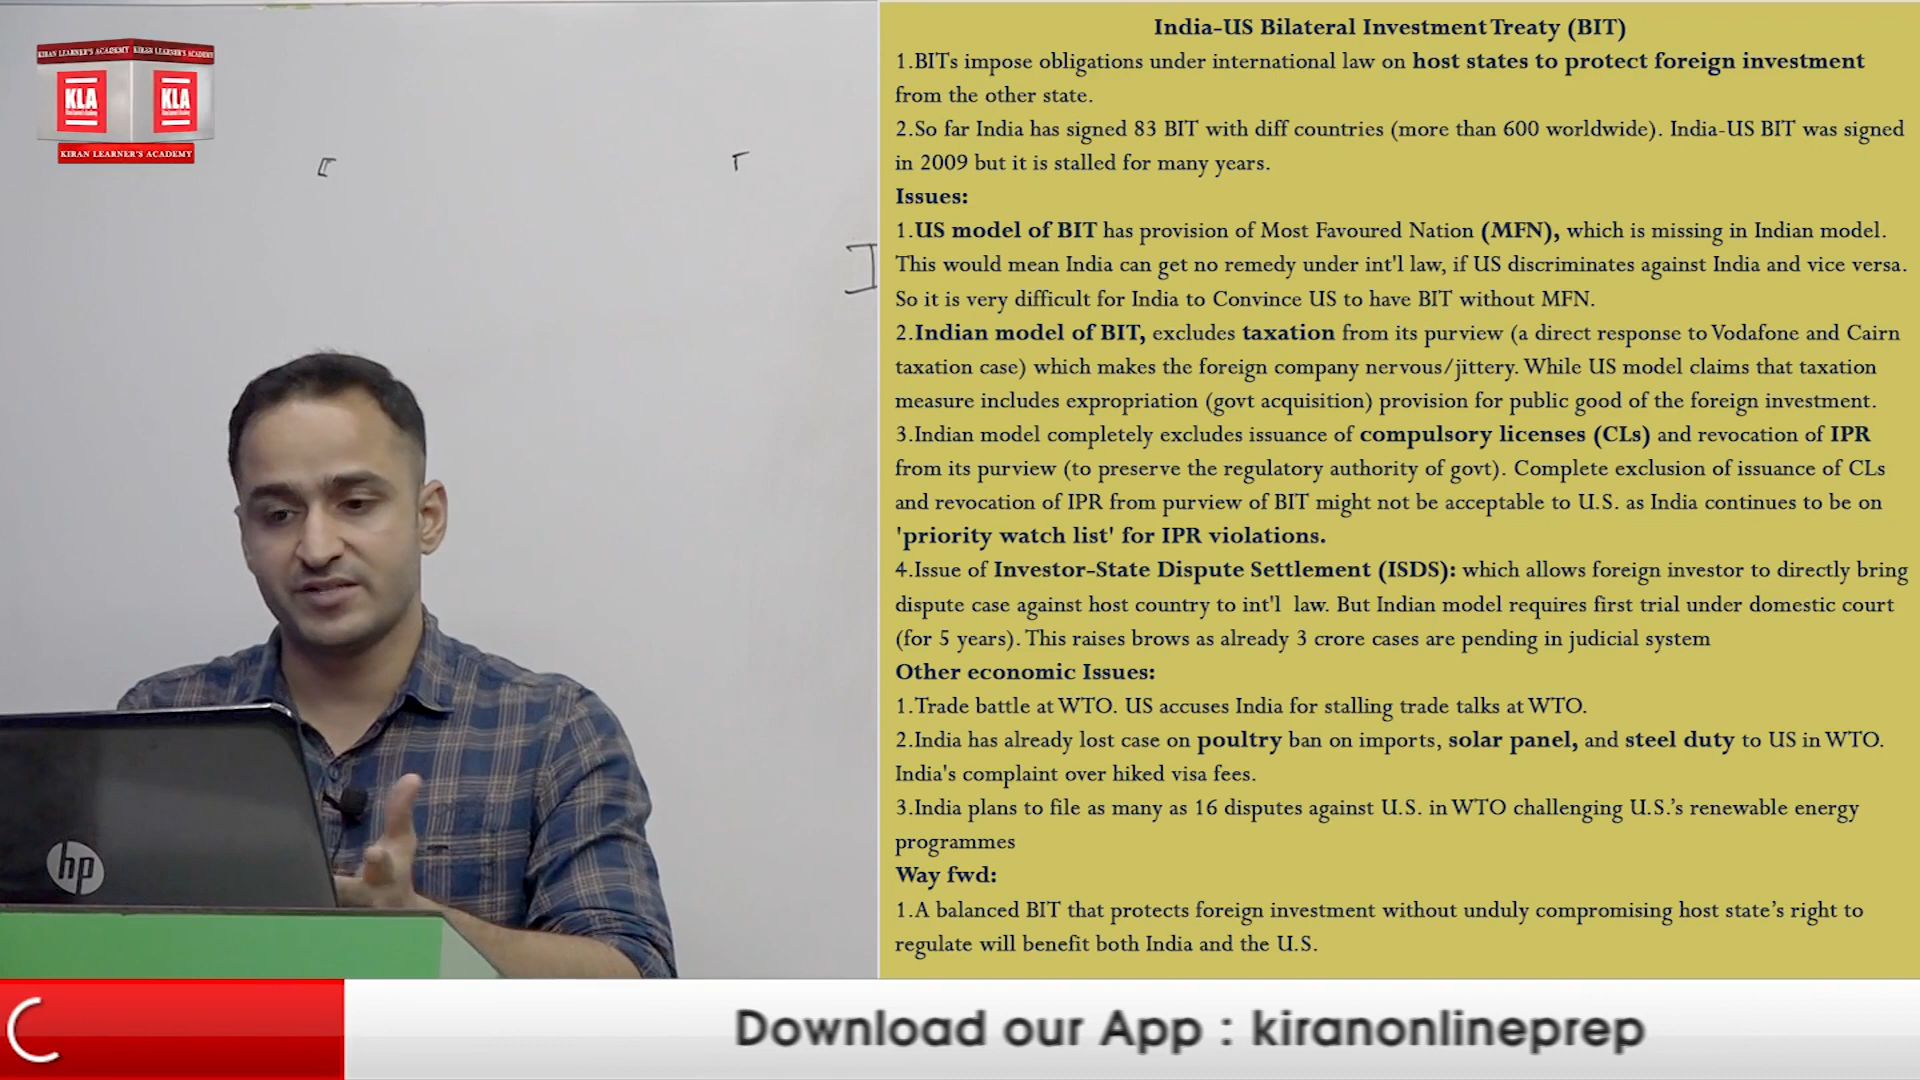 KIRAN LEARNER'S ACADEMY KIRAN LEARNER'S ACADEMY
KLA KLA
KIRAN LEARNER'S ACADEMY
hp
India-US Bilateral Investment Treaty (BIT)
1.BITs impose obligations under international law on host states to protect foreign investment
from the other state.
2.So far India has signed 83 BIT with diff countries (more than 600 worldwide). India-US BIT was signed
in 2009 but it is stalled for many years.
Issues:
1.US model of BIT has provision of Most Favoured Nation (MFN), which is missing in Indian model.
This would mean India can get no remedy under int'l law, if US discriminates against India and vice versa.
So it is very difficult for India to Convince US to have BIT without MFN.
2.Indian model of BIT, excludes taxation from its purview (a direct response to Vodafone and Cairn
taxation case) which makes the foreign company nervous/jittery. While US model claims that taxation
measure includes expropriation (govt acquisition) provision for public good of the foreign investment.
3.Indian model completely excludes issuance of compulsory licenses (CLs) and revocation of IPR
from its purview (to preserve the regulatory authority of govt). Complete exclusion of issuance of CLs
and revocation of IPR from purview of BIT might not be acceptable to U.S. as India continues to be on
'priority watch list' for IPR violations.
4.Issue of Investor-State Dispute Settlement (ISDS): which allows foreign investor to directly bring
dispute case against host country to int'l law. But Indian model requires first trial under domestic court
(for 5 years). This raises brows as already 3 crore cases are pending in judicial system
Other economic Issues:
1.Trade battle at WTO. US accuses India for stalling trade talks at WTO.
2.India has already lost case on poultry ban on imports, solar panel, and steel duty to US in WTO.
India's complaint over hiked visa fees.
3.India plans to file as many as 16 disputes against U.S. in WTO challenging U.S.'s renewable energy
programmes
Way fwd:
1.A balanced BIT that protects foreign investment without unduly compromising host state's right to
regulate will benefit both India and the U.S.
Download our App : kiranonlineprep